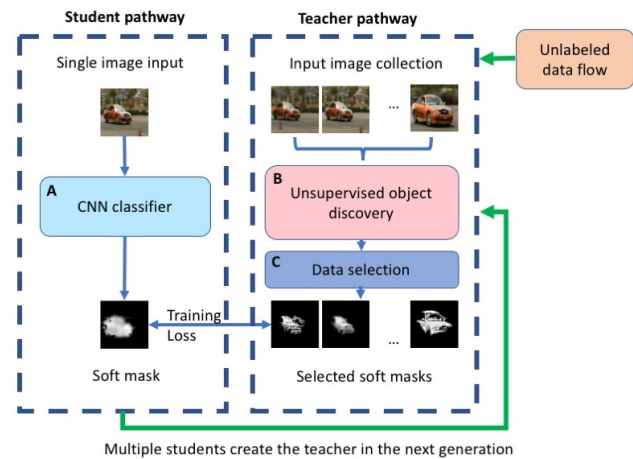 Student pathway
Teacher pathway
Single image input
Input image collection
Unlabeled
data flow
...
A
CNN classifier
B
Unsupervised object
discovery
C
Data selection
Training
Loss
...
Soft mask
Selected soft masks
Multiple students create the teacher in the next generation